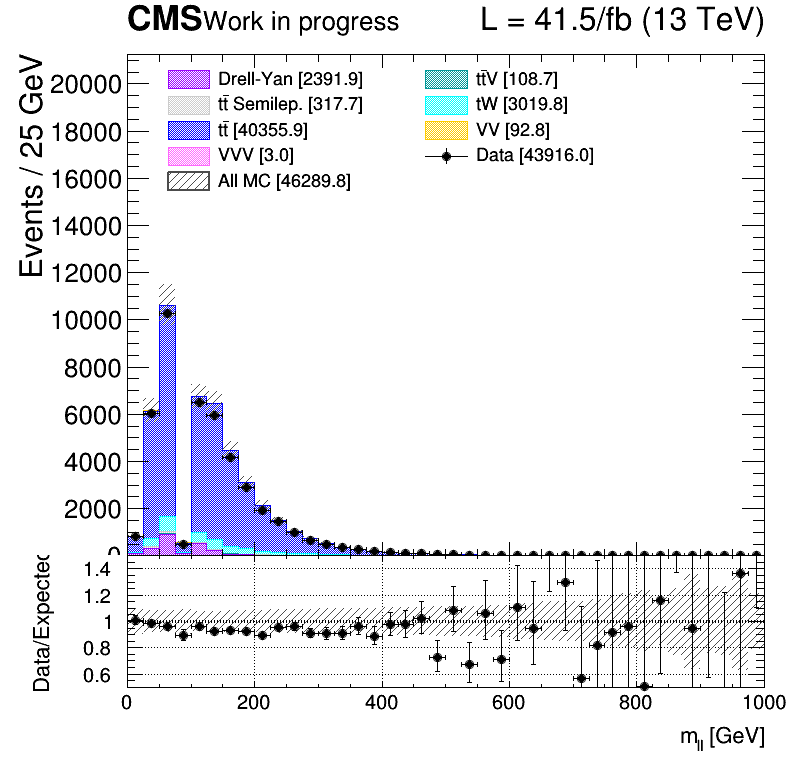 CMS Work in progress L = 41.5/fb (13 TeV)
Events / 25 GeV
20000
18000
16000
14000
12000
10000
8000
6000
4000
2000
0
Drell-Yan [2391.9]
tt̄ Semilep. [317.7]
tt̄ [40355.9]
VVV [3.0]
All MC [46289.8]
tt̄V [108.7]
tW [3019.8]
VV [92.8]
Data [43916.0]
Data/Expected
1.4
1.2
1
0.8
0.6
0 200 400 600 800 1000
m_ll [GeV]